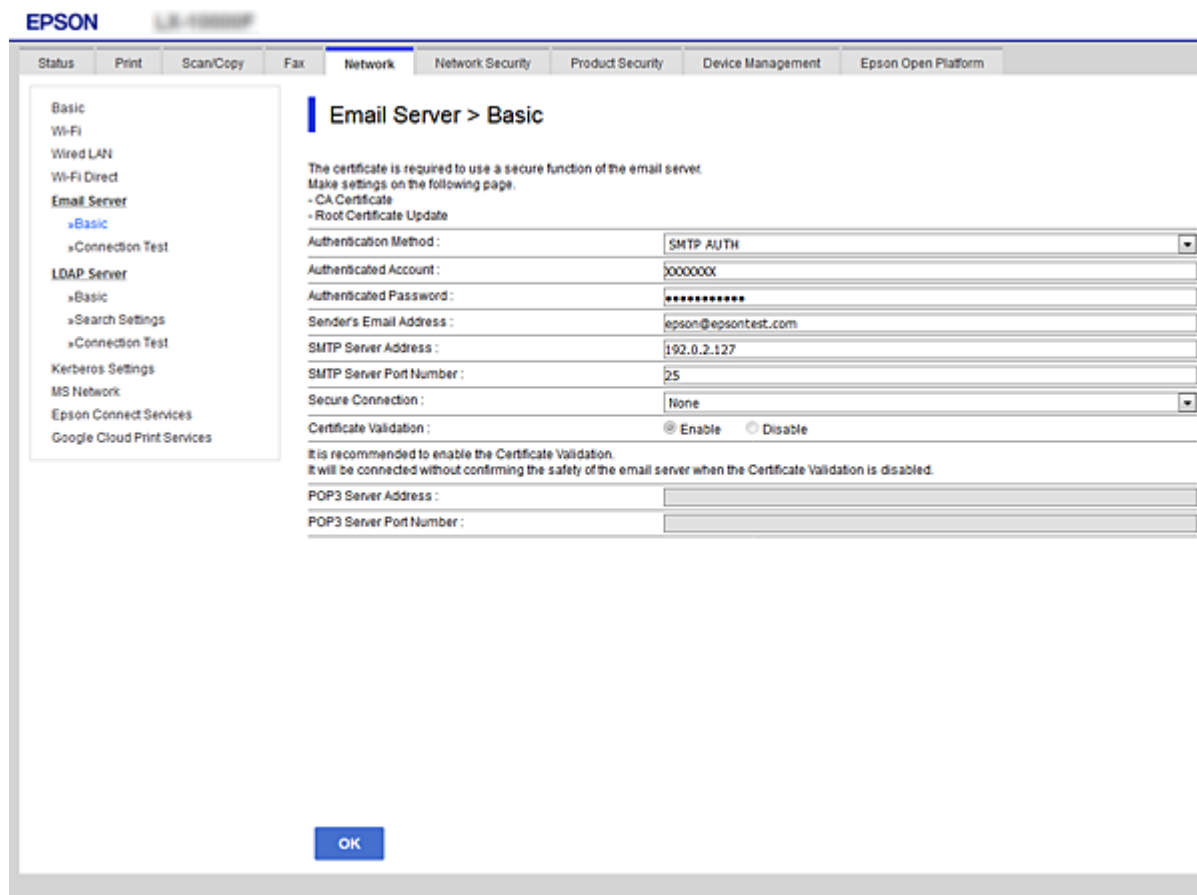 EPSON
Status Print Scan/Copy Fax Network Network Security Product Security Device Management Epson Open Platform
Basic
Wi-Fi
Wired LAN
Wi-Fi Direct
Email Server
»Basic
»Connection Test
LDAP Server
»Basic
»Search Settings
»Connection Test
Kerberos Settings
MS Network
Epson Connect Services
Google Cloud Print Services
Email Server > Basic
The certificate is required to use a secure function of the email server.
Make settings on the following page.
- CA Certificate
- Root Certificate Update
Authentication Method : SMTP AUTH
Authenticated Account : XXXXXXX
Authenticated Password : •••••••••••
Sender's Email Address : epson@epsontest.com
SMTP Server Address : 192.0.2.127
SMTP Server Port Number : 25
Secure Connection : None
Certificate Validation : Enable Disable
It is recommended to enable the Certificate Validation.
It will be connected without confirming the safety of the email server when the Certificate Validation is disabled.
POP3 Server Address :
POP3 Server Port Number :
OK